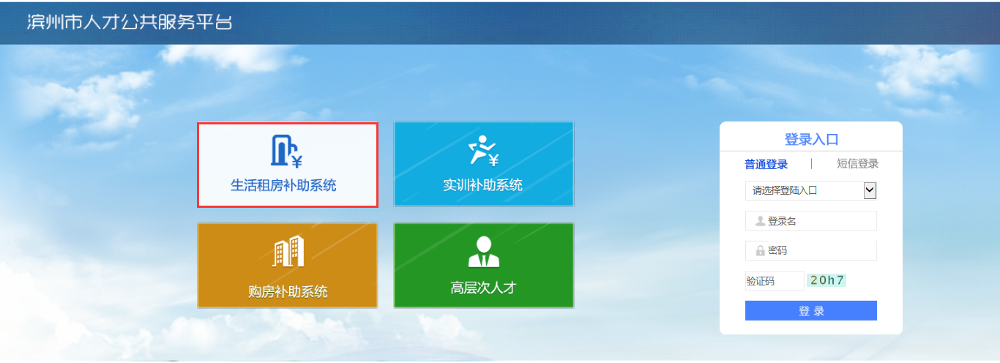 滨州市人才公共服务平台
生活租房补助系统
实训补助系统
购房补助系统
高层次人才
登录入口
普通登录 | 短信登录
请选择登陆入口
登录名
密码
验证码 20h7
登 录